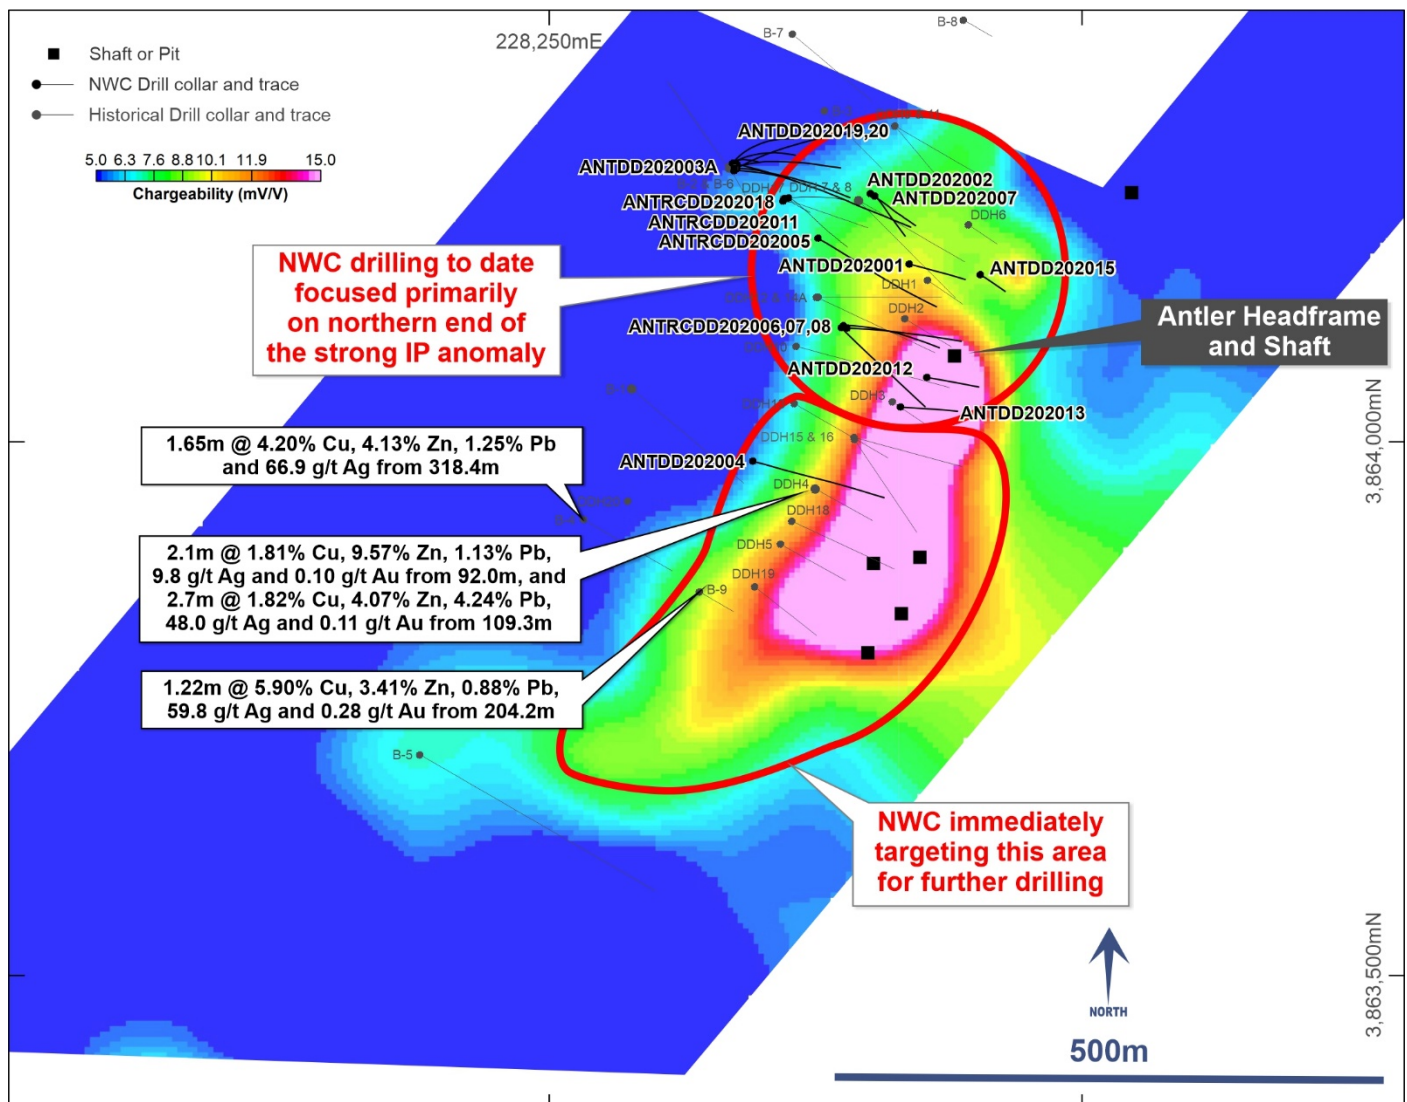 Shaft or Pit
NWC Drill collar and trace
Historical Drill collar and trace
5.0 6.3 7.6 8.8 10.1 11.9 15.0
Chargeability (mV/V)
228,250mE
B-7
B-8
ANTDD202019,20
ANTDD202003A
B-6
DDH 7 & 8
ANTDD202002
ANTDD202007
ANTRCDD202018
ANTRCDD202011
DDH6
ANTRCDD202005
ANTDD202001
ANTDD202015
DDH1
DDH2
ANTRCDD202006,07,08
ANTDD202012
DDH3
ANTDD202013
DDH15 & 16
ANTDD202004
DDH4
DDH18
DDH5
DDH19
B-9
B-5
NWC drilling to date
focused primarily
on northern end of
the strong IP anomaly
Antler Headframe
and Shaft
1.65m @ 4.20% Cu, 4.13% Zn, 1.25% Pb
and 66.9 g/t Ag from 318.4m
2.1m @ 1.81% Cu, 9.57% Zn, 1.13% Pb,
9.8 g/t Ag and 0.10 g/t Au from 92.0m, and
2.7m @ 1.82% Cu, 4.07% Zn, 4.24% Pb,
48.0 g/t Ag and 0.11 g/t Au from 109.3m
1.22m @ 5.90% Cu, 3.41% Zn, 0.88% Pb,
59.8 g/t Ag and 0.28 g/t Au from 204.2m
NWC immediately
targeting this area
for further drilling
3,864,000mN
3,863,500mN
NORTH
500m